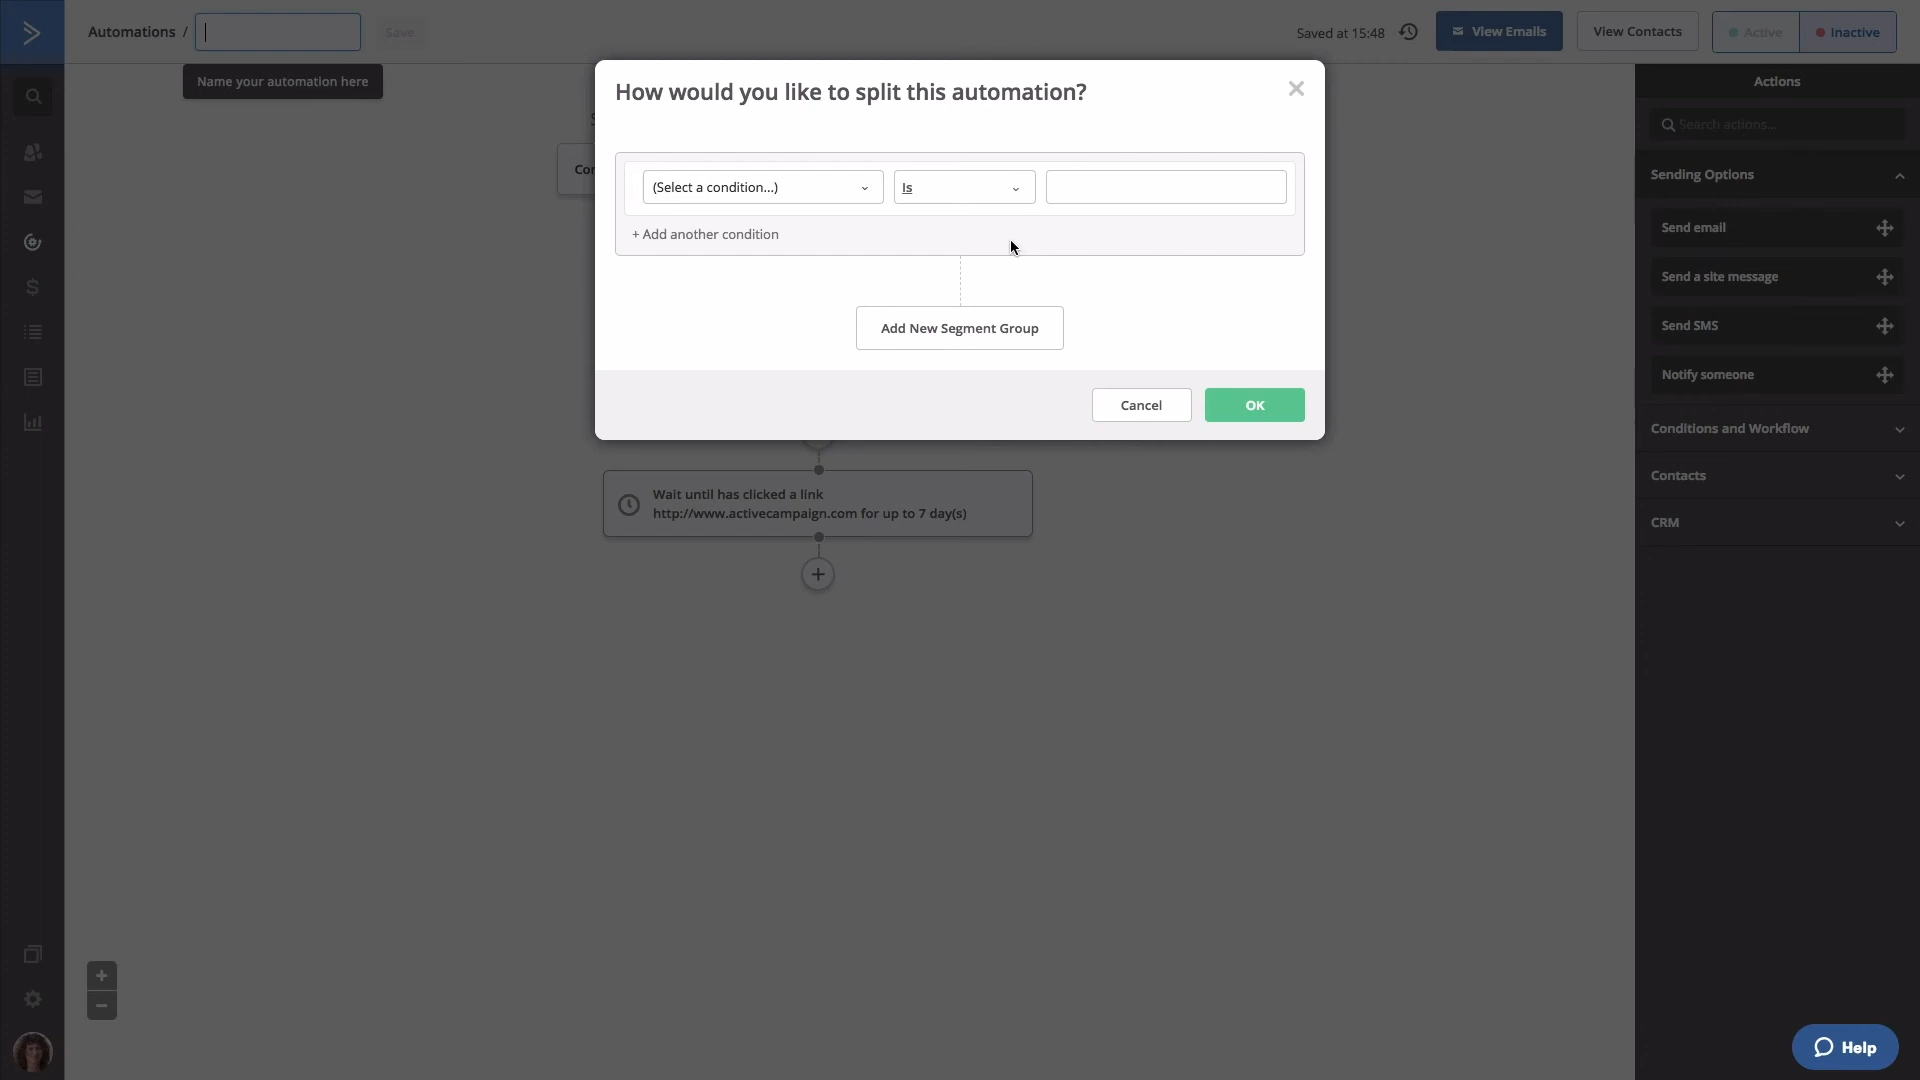 Automations /
Save
Name your automation here
Saved at 15:48
View Emails
View Contacts
Active
Inactive
How would you like to split this automation?
(Select a condition...)
Is
+ Add another condition
Add New Segment Group
Cancel
OK
Wait until has clicked a link
http://www.activecampaign.com for up to 7 day(s)
+
+
−
Actions
Search actions...
Sending Options
Send email
Send a site message
Send SMS
Notify someone
Conditions and Workflow
Contacts
CRM
Help